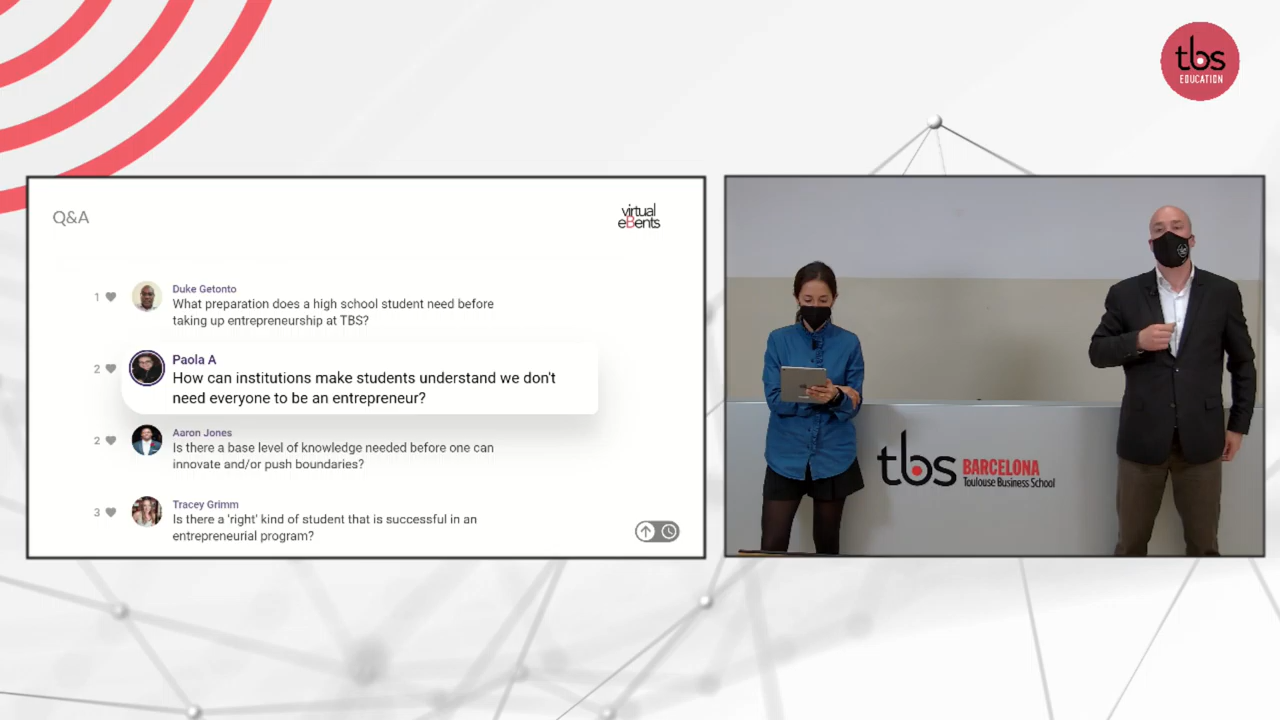 tbs
EDUCATION
Q&A
virtual
eBents
1
Duke Getonto
What preparation does a high school student need before
taking up entrepreneurship at TBS?
2
Paola A
How can institutions make students understand we don't
need everyone to be an entrepreneur?
2
Aaron Jones
Is there a base level of knowledge needed before one can
innovate and/or push boundaries?
3
Tracey Grimm
Is there a 'right' kind of student that is successful in an
entrepreneurial program?
tbs BARCELONA
Toulouse Business School